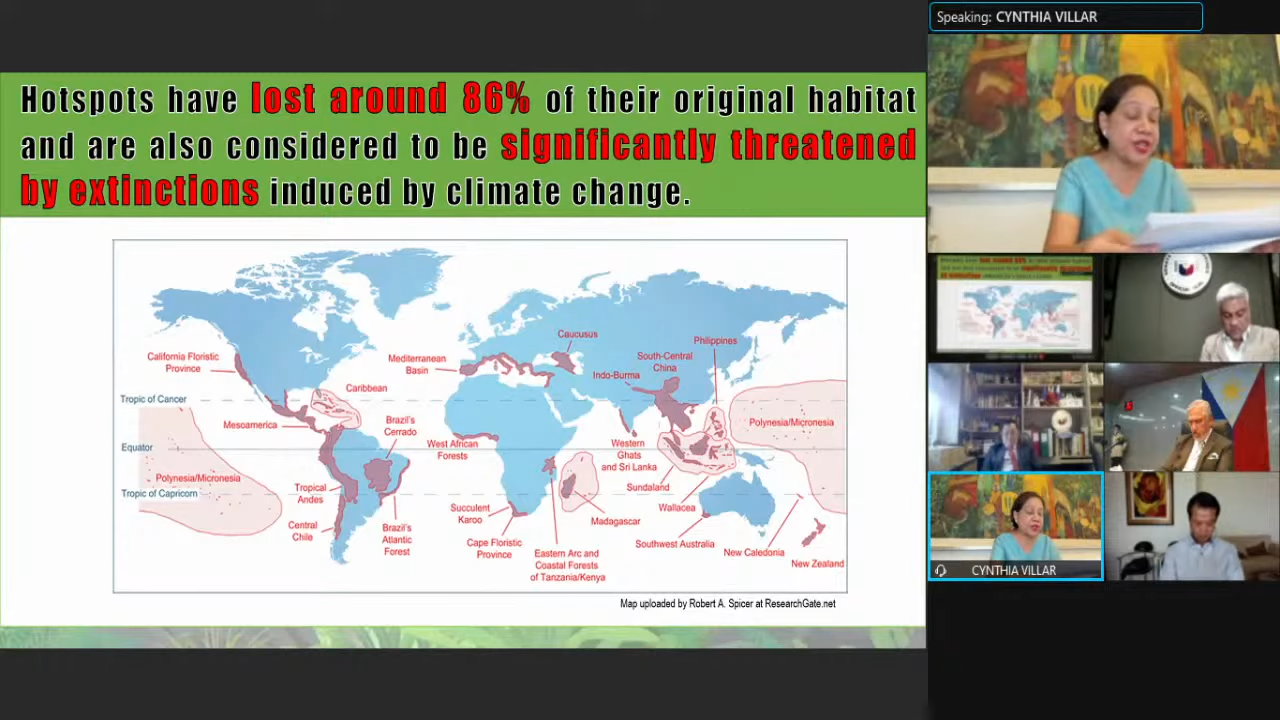 Speaking: CYNTHIA VILLAR
Hotspots have lost around 86% of their original habitat
and are also considered to be significantly threatened
by extinctions induced by climate change.
California Floristic
Province
Mediterranean
Basin
Caucusus
Philippines
South-Central
China
Indo-Burma
Caribbean
Tropic of Cancer
Mesoamerica
Brazil's
Cerrado
West African
Forests
Polynesia/Micronesia
Equator
Western
Ghats
and Sri Lanka
Polynesia/Micronesia
Tropic of Capricorn
Tropical
Andes
Sundaland
Wallacea
Succulent
Karoo
Madagascar
Central
Chile
Brazil's
Atlantic
Forest
Cape Floristic
Province
Eastern Arc and
Coastal Forests
of Tanzania/Kenya
Southwest Australia
New Caledonia
New Zealand
Map uploaded by Robert A. Spicer at ResearchGate.net
CYNTHIA VILLAR